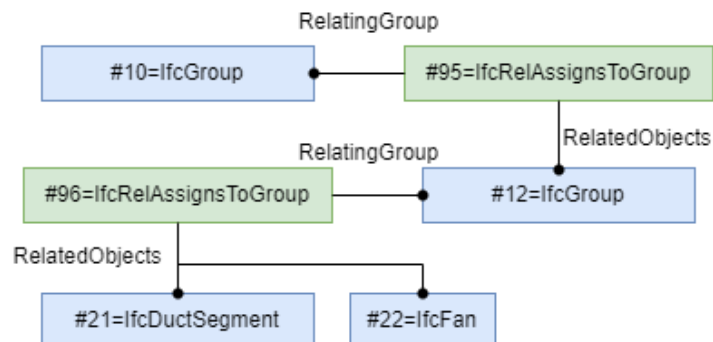 RelatingGroup
#10=IfcGroup
#95=IfcRelAssignsToGroup
RelatedObjects
RelatingGroup
#96=IfcRelAssignsToGroup
#12=IfcGroup
RelatedObjects
#21=IfcDuctSegment
#22=IfcFan